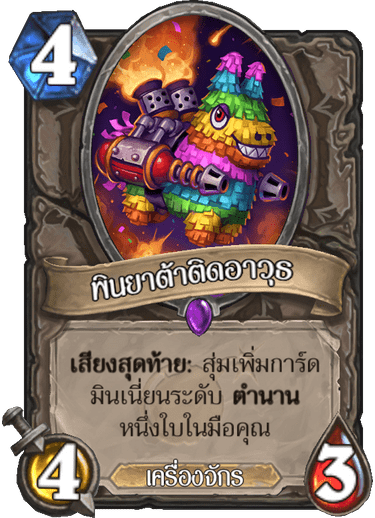 4
พินยาต้าติดอาวุธ
เสียงสุดท้าย: สุ่มเพิ่มการ์ด
มินเนี่ยนระดับ ตำนาน
หนึ่งใบในมือคุณ
4
เครื่องจักร
3